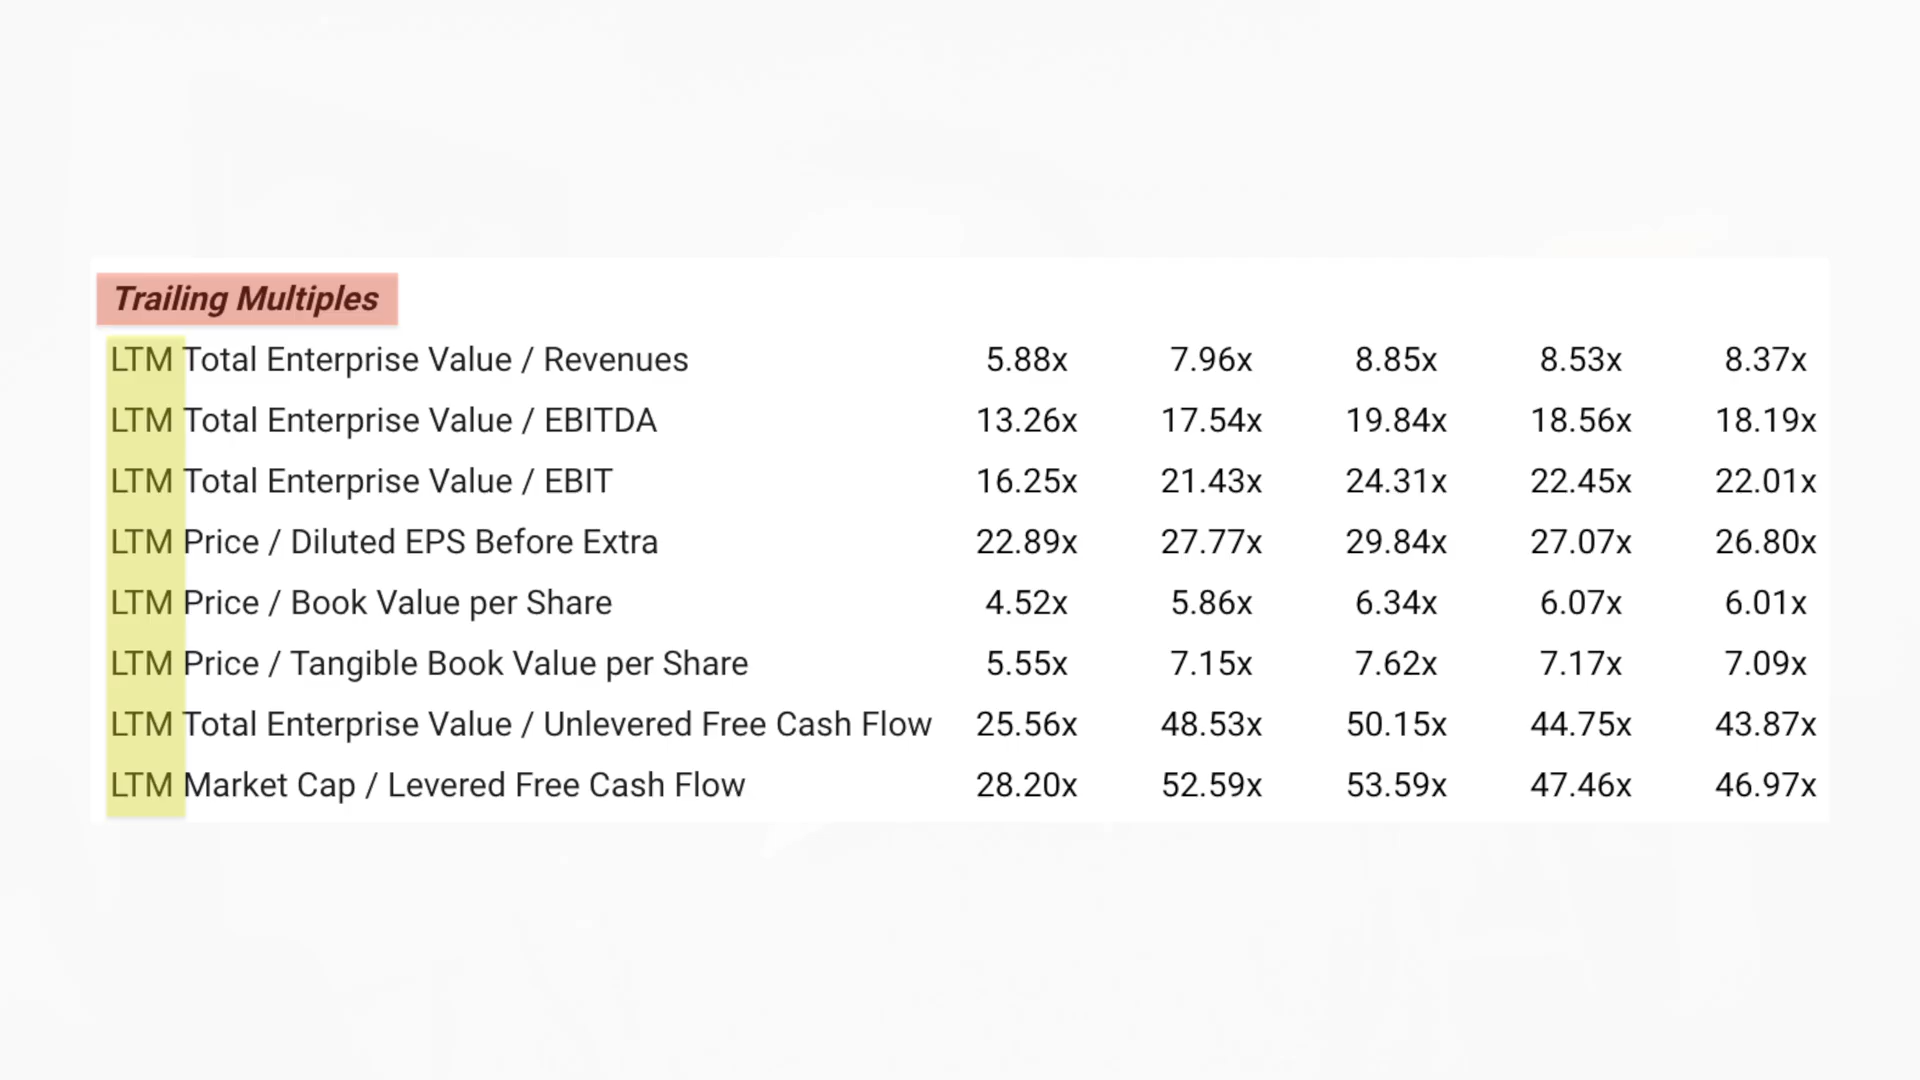 Trailing Multiples
LTM Total Enterprise Value / Revenues 5.88x 7.96x 8.85x 8.53x 8.37x
LTM Total Enterprise Value / EBITDA 13.26x 17.54x 19.84x 18.56x 18.19x
LTM Total Enterprise Value / EBIT 16.25x 21.43x 24.31x 22.45x 22.01x
LTM Price / Diluted EPS Before Extra 22.89x 27.77x 29.84x 27.07x 26.80x
LTM Price / Book Value per Share 4.52x 5.86x 6.34x 6.07x 6.01x
LTM Price / Tangible Book Value per Share 5.55x 7.15x 7.62x 7.17x 7.09x
LTM Total Enterprise Value / Unlevered Free Cash Flow 25.56x 48.53x 50.15x 44.75x 43.87x
LTM Market Cap / Levered Free Cash Flow 28.20x 52.59x 53.59x 47.46x 46.97x